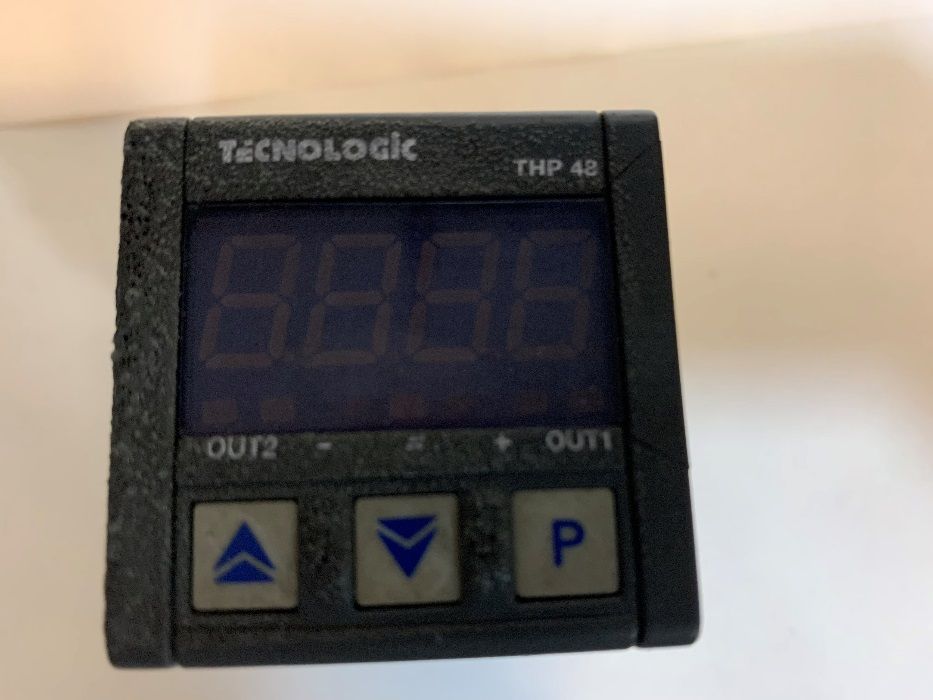 TECNOLOGiC
THP 48
OUT2 - = + OUT1
P